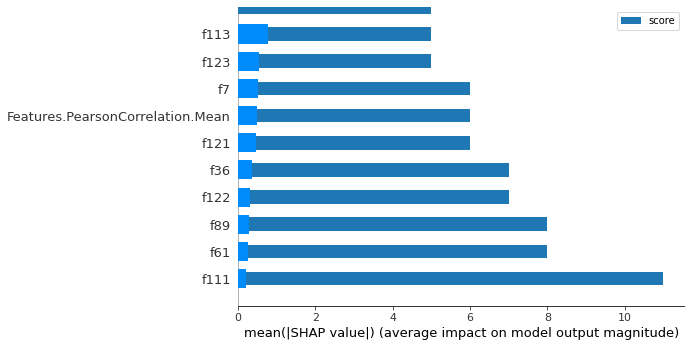 score
f113
f123
f7
Features.PearsonCorrelation.Mean
f121
f36
f122
f89
f61
f111
0 2 4 6 8 10
mean(|SHAP value|) (average impact on model output magnitude)